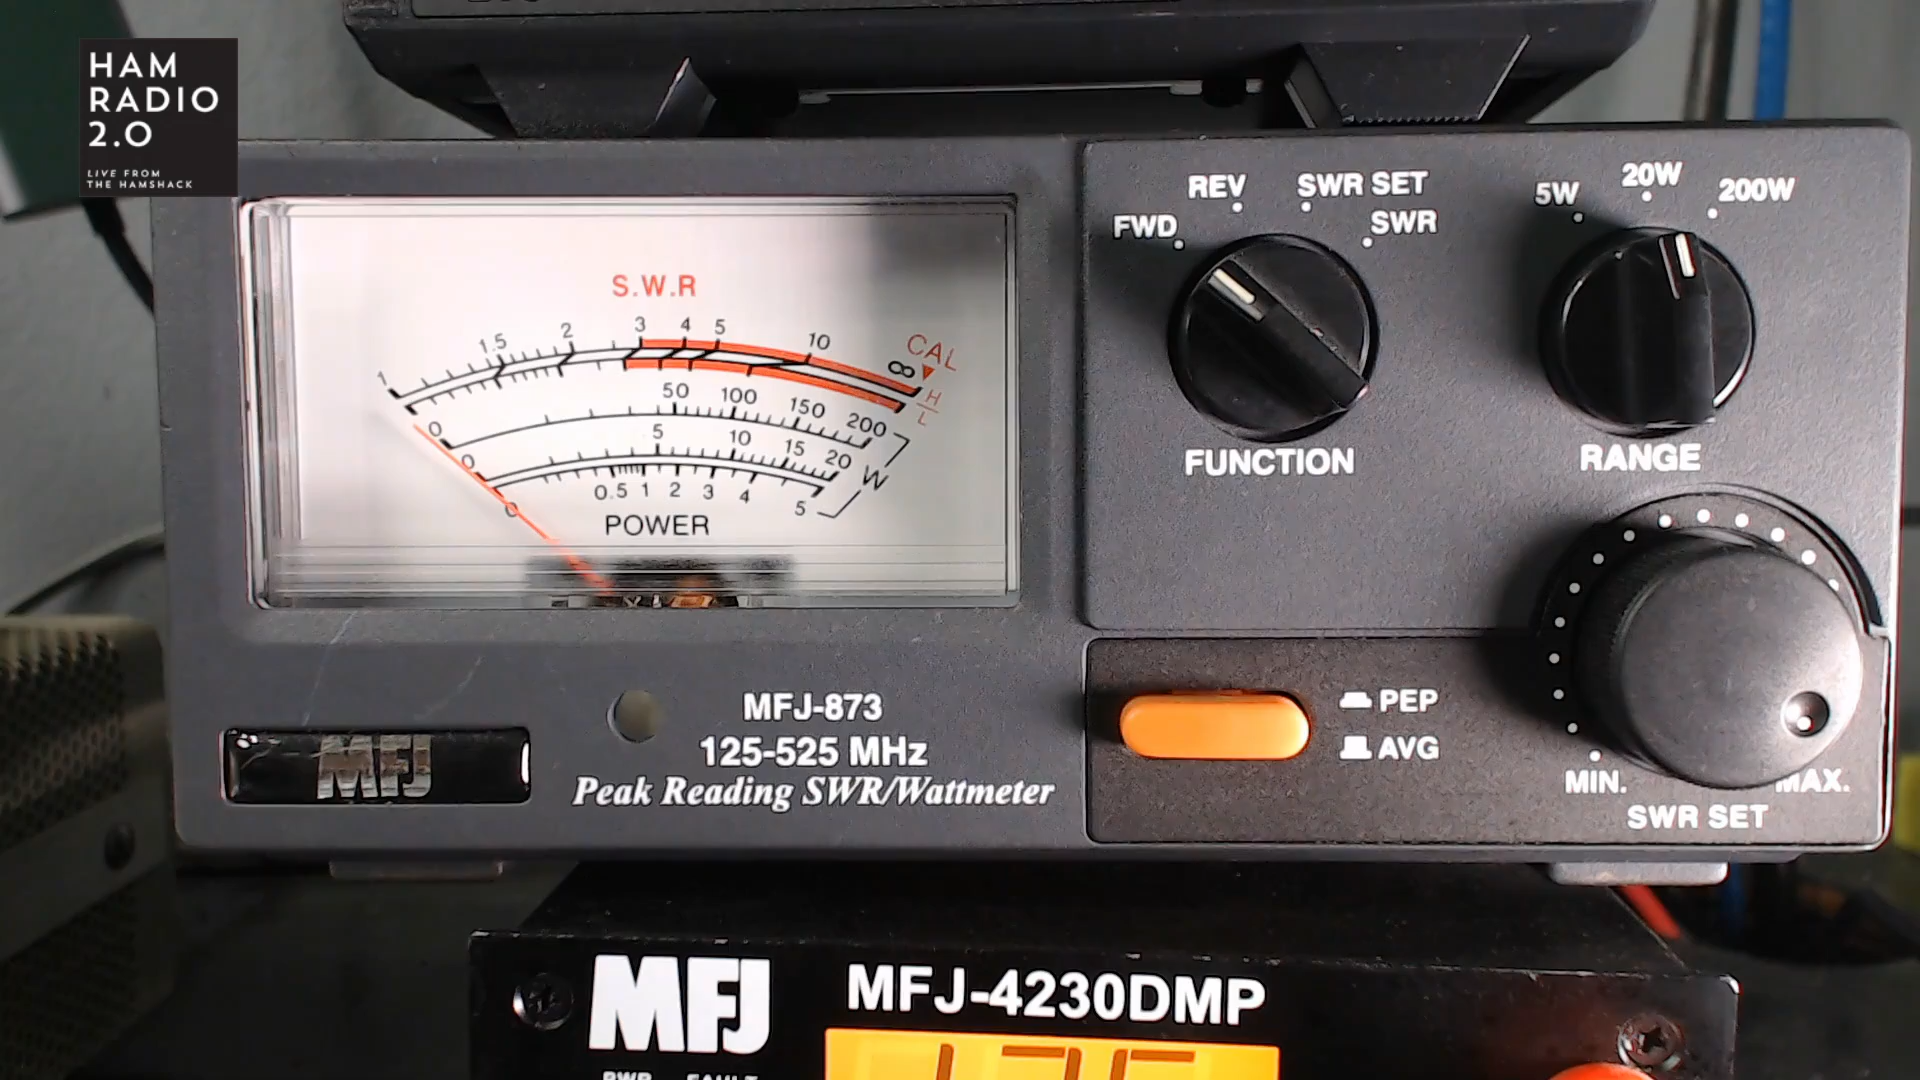 HAM
RADIO
2.0
LIVE FROM
THE HAMSHACK
S.W.R
1 1.5 2 3 4 5 10 ∞ CAL
H
L
0 50 100 150 200
0 5 10 15 20 W
0 0.5 1 2 3 4 5
POWER
FWD REV SWR SET SWR
FUNCTION
5W 20W 200W
RANGE
MFJ
MFJ-873
125-525 MHz
Peak Reading SWR/Wattmeter
PEP
AVG
MIN. MAX.
SWR SET
MFJ
MFJ-4230DMP